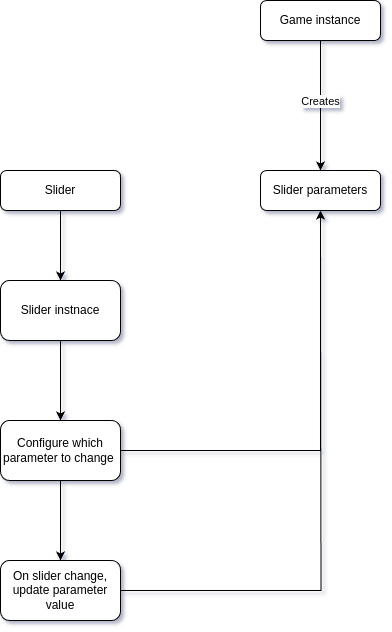 Game instance
Creates
Slider
Slider parameters
Slider instnace
Configure which
parameter to change
On slider change,
update parameter
value